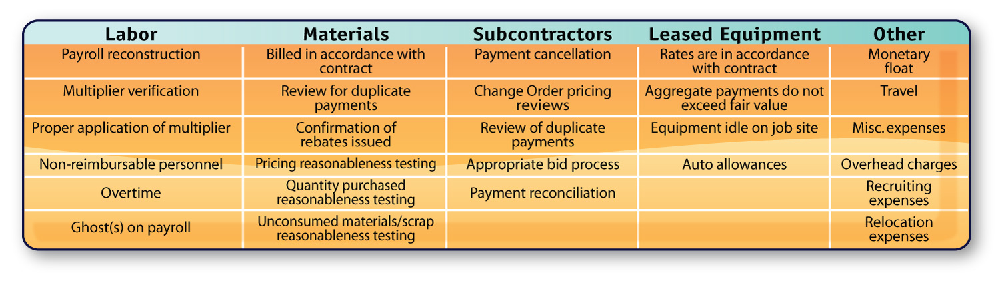 Labor Materials Subcontractors Leased Equipment Other
Payroll reconstruction Billed in accordance with Payment cancellation Rates are in accordance Monetary
contract with contract float
Multiplier verification Review for duplicate Change Order pricing Aggregate payments do not Travel
payments reviews exceed fair value
Proper application of multiplier Confirmation of Review of duplicate Equipment idle on job site Misc. expenses
rebates issued payments
Non-reimbursable personnel Pricing reasonableness testing Appropriate bid process Auto allowances Overhead charges
Overtime Quantity purchased Payment reconciliation Recruiting
reasonableness testing expenses
Ghost(s) on payroll Unconsumed materials/scrap Relocation
reasonableness testing expenses